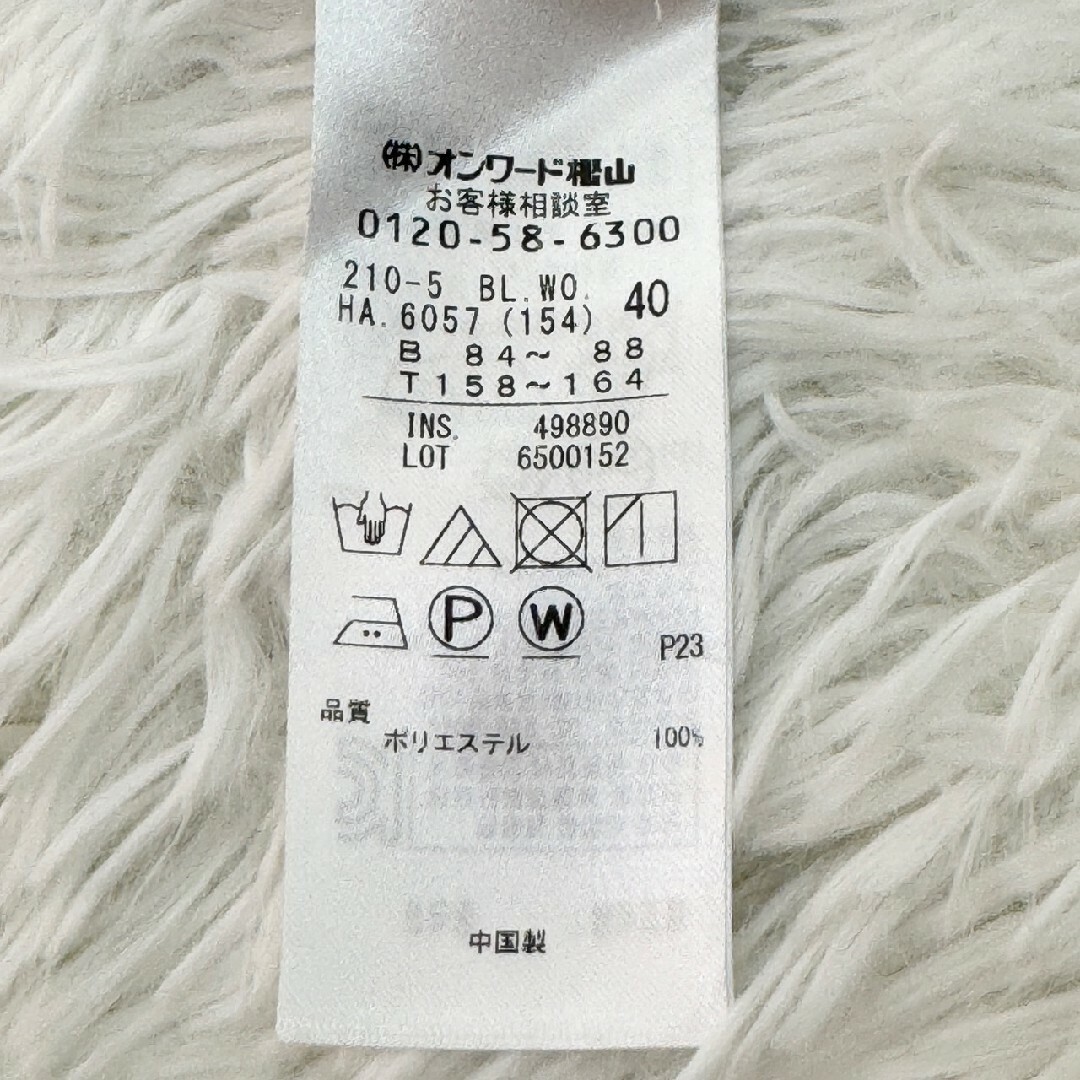 ㈱オンワード樫山
お客様相談室
0120-58-6300
210-5 BL.WO. 40
HA.6057(154)
B 84~ 88
T158~164
INS. 498890
LOT 6500152
P W
P23
品質
ポリエステル 100%
中国製